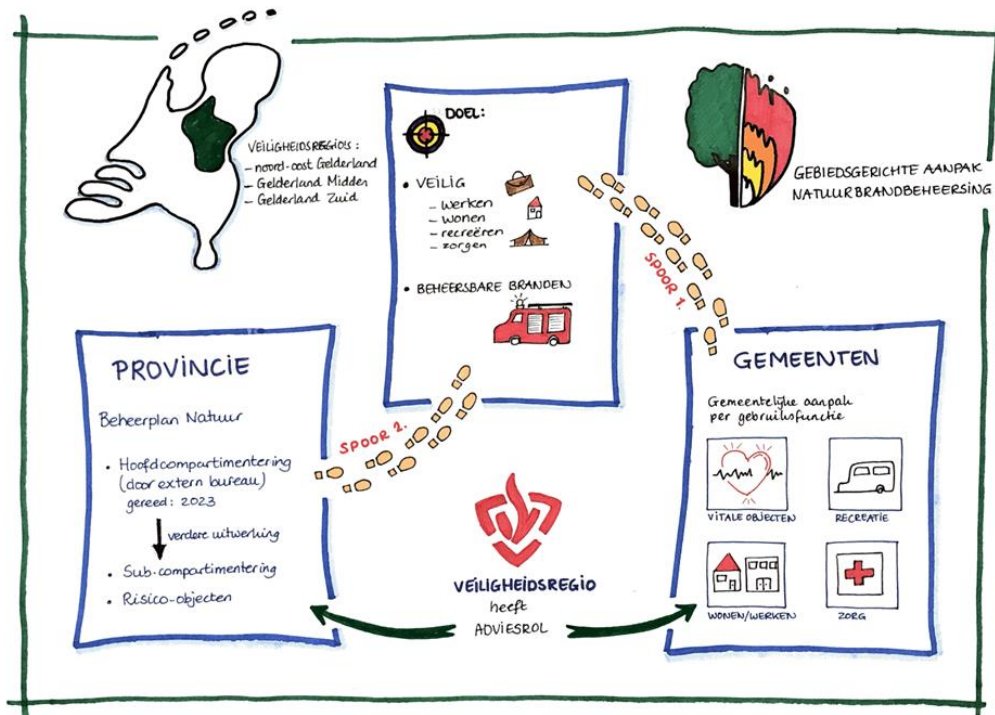 VEILIGHEIDSREGIO'S :
- noord-oost Gelderland
- Gelderland Midden
- Gelderland Zuid
DOEL:
• VEILIG
- werken
- wonen
- recreëren
- zorgen
• BEHEERSBARE BRANDEN
GEBIEDSGERICHTE AANPAK
NATUURBRANDBEHEERSING
SPOOR 1.
SPOOR 2.
PROVINCIE
Beheerplan Natuur
• Hoofdcompartimentering
(door extern bureau)
gereed: 2023
verdere uitwerking
• Sub-compartimentering
• Risico-objecten
VEILIGHEIDSREGIO
heeft
ADVIESROL
GEMEENTEN
Gemeentelijke aanpak
per gebruiksfunctie
VITALE OBJECTEN
RECREATIE
WONEN/WERKEN
ZORG